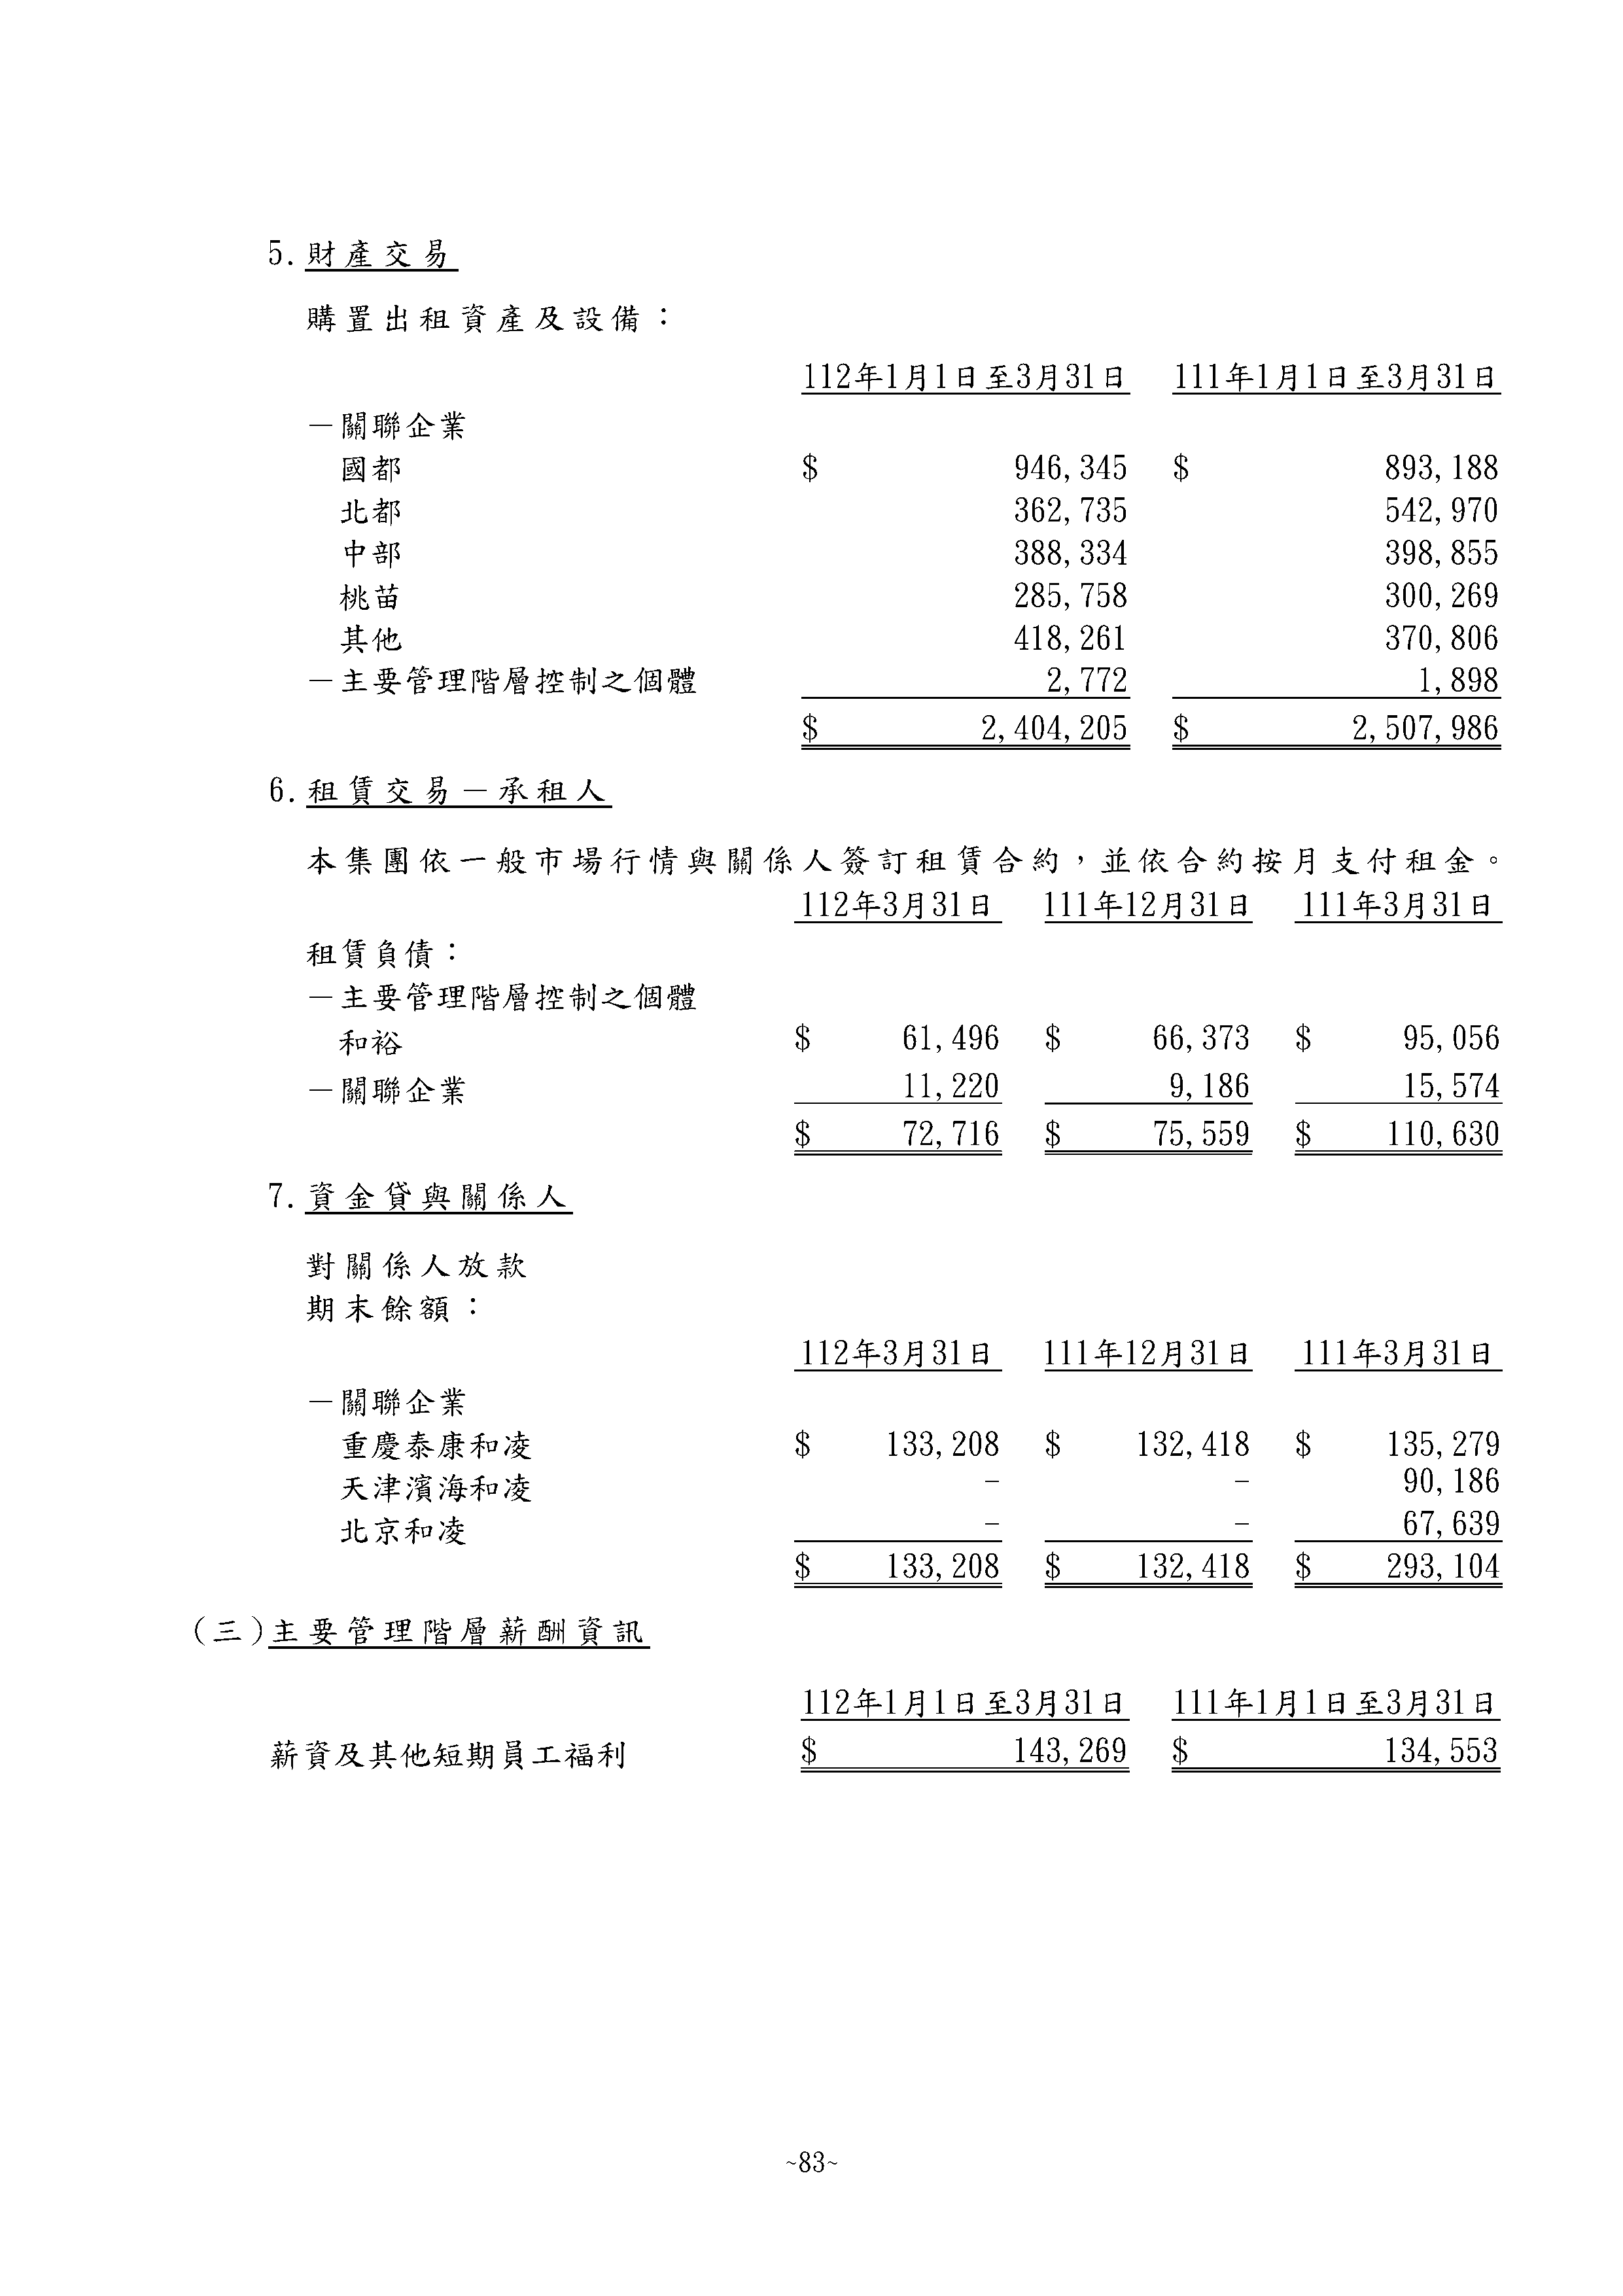 5.財產交易
購置出租資產及設備：
112年1月1日至3月31日 111年1月1日至3月31日
－關聯企業
國都 $ 946,345 $ 893,188
北都 362,735 542,970
中部 388,334 398,855
桃苗 285,758 300,269
其他 418,261 370,806
－主要管理階層控制之個體 2,772 1,898
$ 2,404,205 $ 2,507,986
6.租賃交易－承租人
本集團依一般市場行情與關係人簽訂租賃合約，並依合約按月支付租金。
112年3月31日 111年12月31日 111年3月31日
租賃負債：
－主要管理階層控制之個體
和裕 $ 61,496 $ 66,373 $ 95,056
－關聯企業 11,220 9,186 15,574
$ 72,716 $ 75,559 $ 110,630
7.資金貸與關係人
對關係人放款
期末餘額：
112年3月31日 111年12月31日 111年3月31日
－關聯企業
重慶泰康和凌 $ 133,208 $ 132,418 $ 135,279
天津濱海和凌 - - 90,186
北京和凌 - - 67,639
$ 133,208 $ 132,418 $ 293,104
(三)主要管理階層薪酬資訊
112年1月1日至3月31日 111年1月1日至3月31日
薪資及其他短期員工福利 $ 143,269 $ 134,553
~83~